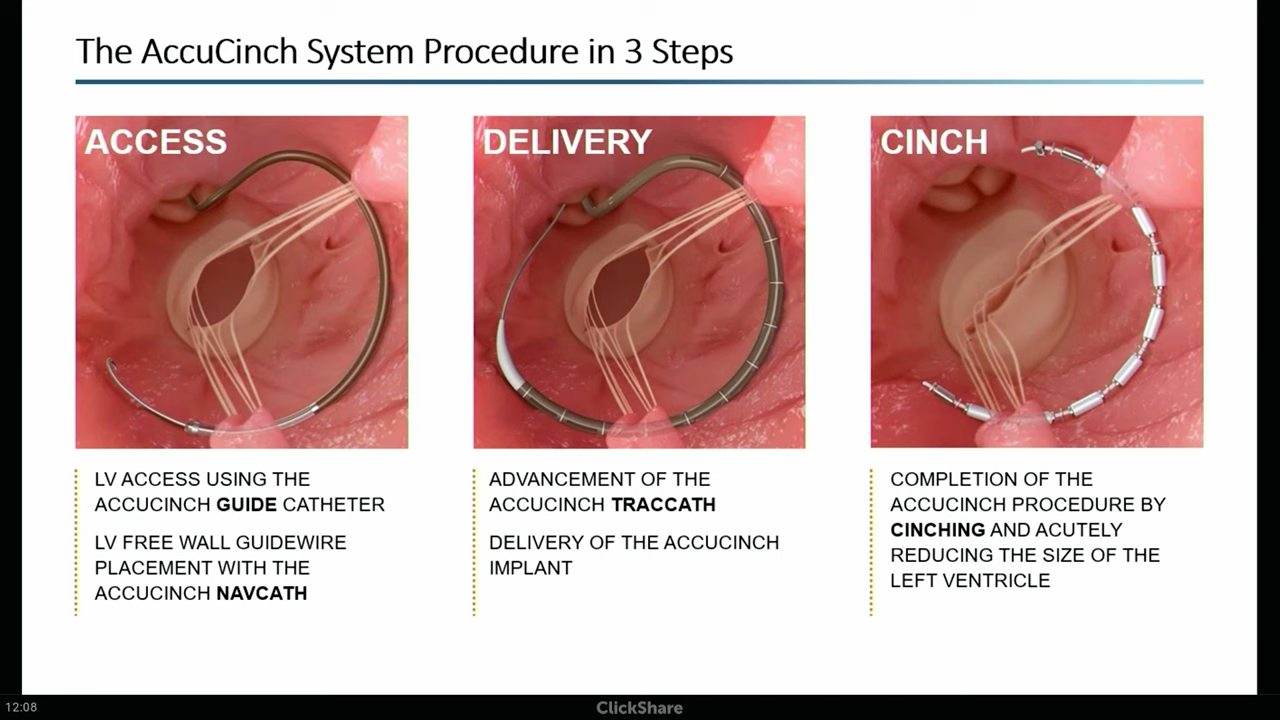 The AccuCinch System Procedure in 3 Steps
ACCESS
LV ACCESS USING THE
ACCUCINCH GUIDE CATHETER
LV FREE WALL GUIDEWIRE
PLACEMENT WITH THE
ACCUCINCH NAVCATH
DELIVERY
ADVANCEMENT OF THE
ACCUCINCH TRACCATH
DELIVERY OF THE ACCUCINCH
IMPLANT
CINCH
COMPLETION OF THE
ACCUCINCH PROCEDURE BY
CINCHING AND ACUTELY
REDUCING THE SIZE OF THE
LEFT VENTRICLE
12:08
ClickShare